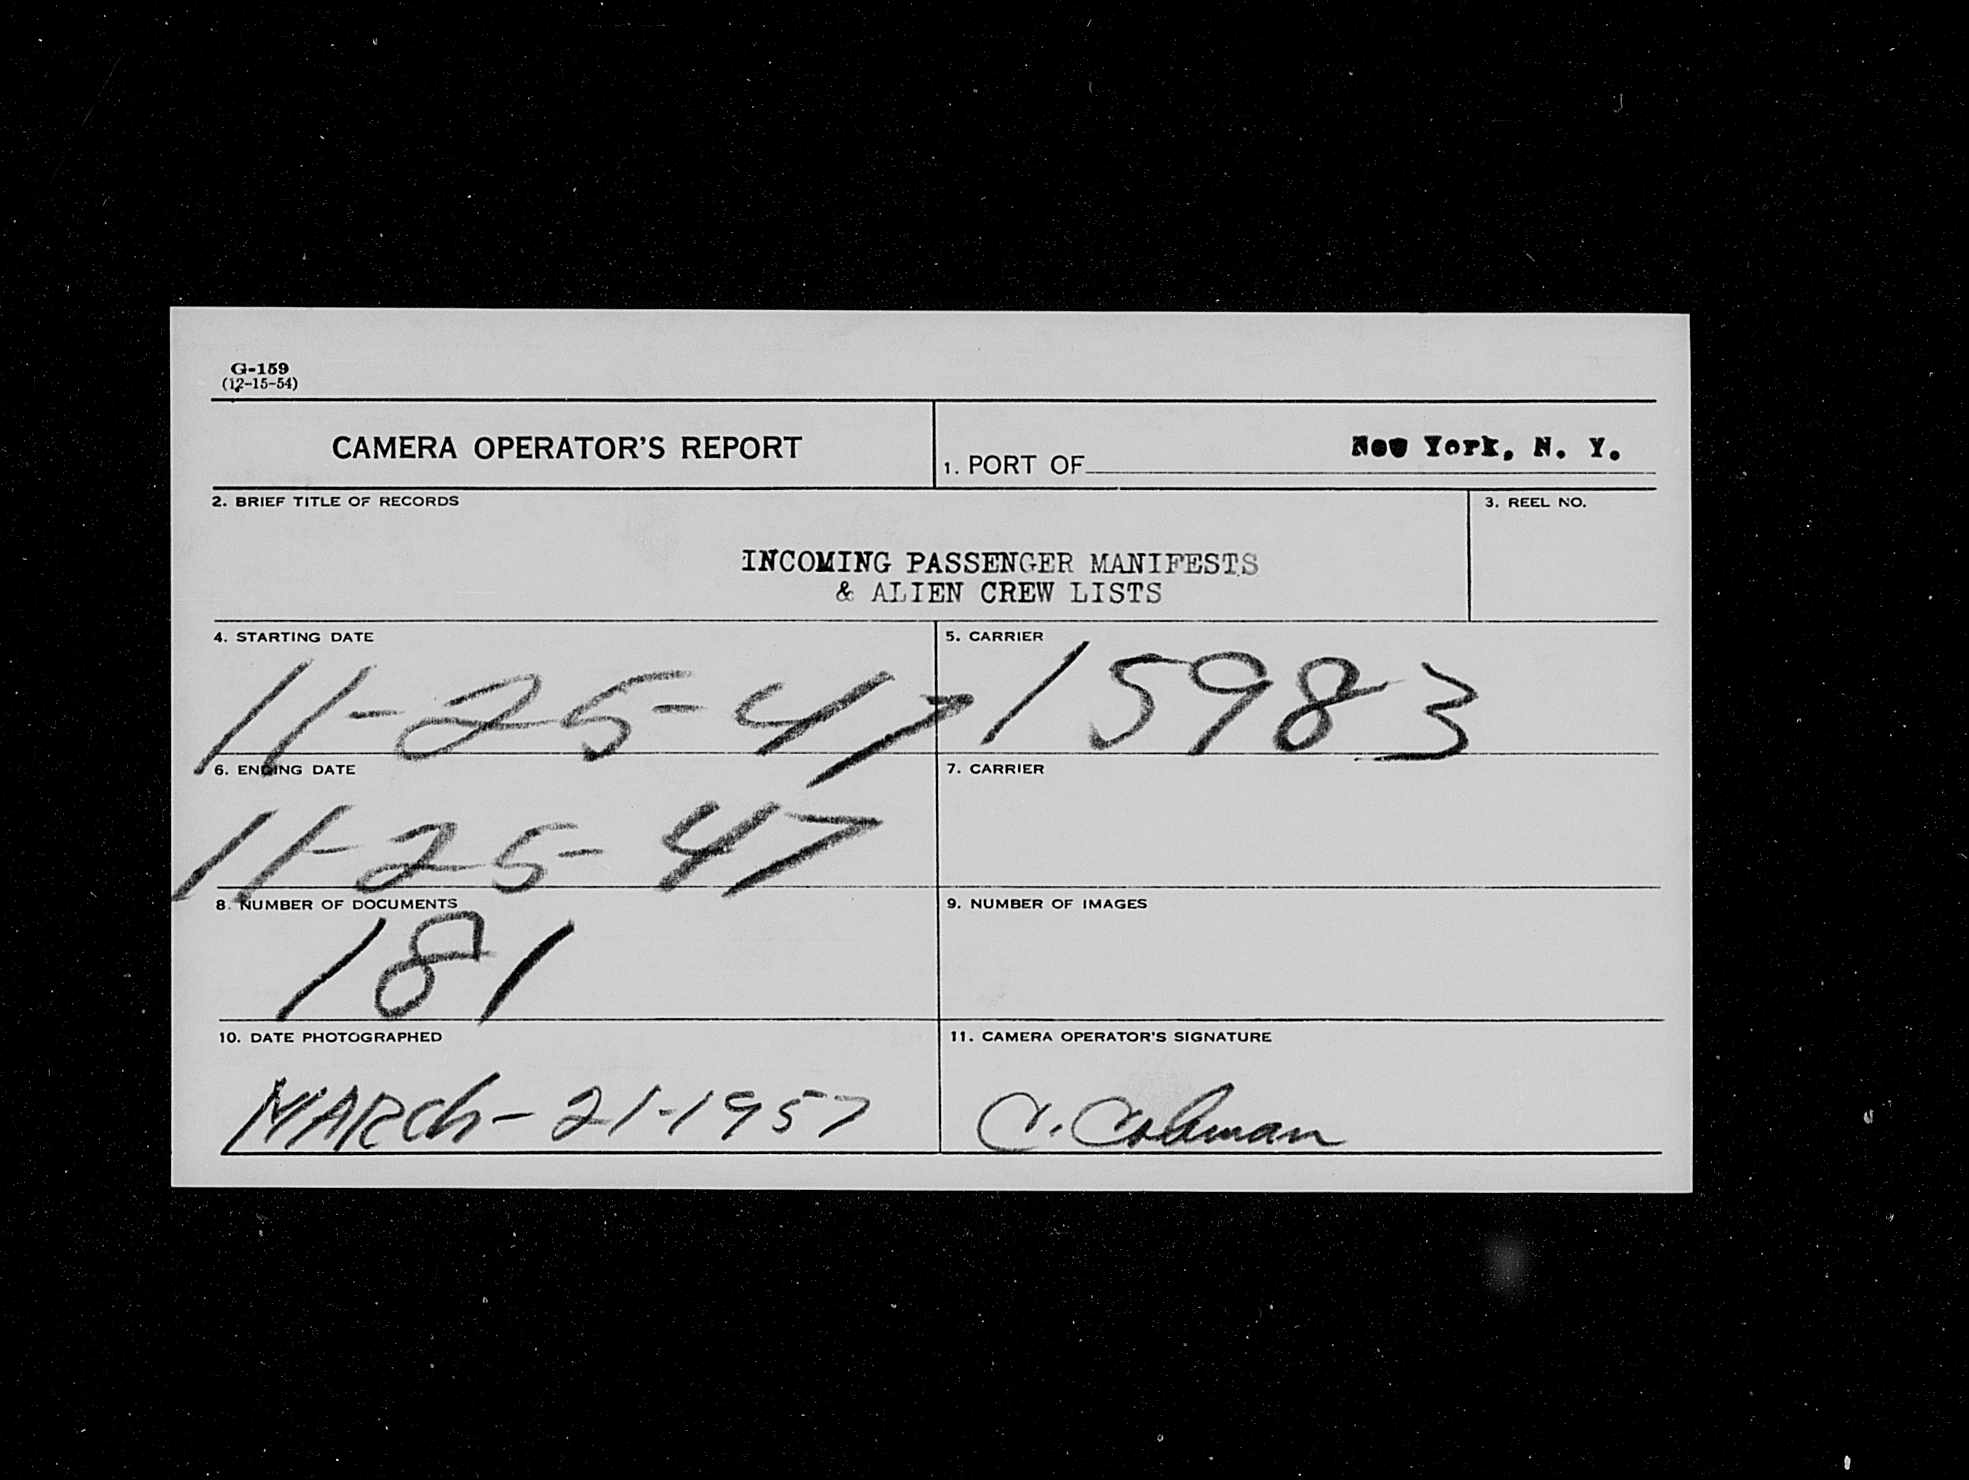 G-159
(12-15-54)
CAMERA OPERATOR'S REPORT
1. PORT OF New York, N. Y.
2. BRIEF TITLE OF RECORDS
3. REEL NO.
INCOMING PASSENGER MANIFESTS
& ALIEN CREW LISTS
4. STARTING DATE
11-25-47
5. CARRIER
15983
6. ENDING DATE
11-25-47
7. CARRIER
8. NUMBER OF DOCUMENTS
181
9. NUMBER OF IMAGES
10. DATE PHOTOGRAPHED
MARCh-21-1957
11. CAMERA OPERATOR'S SIGNATURE
C.